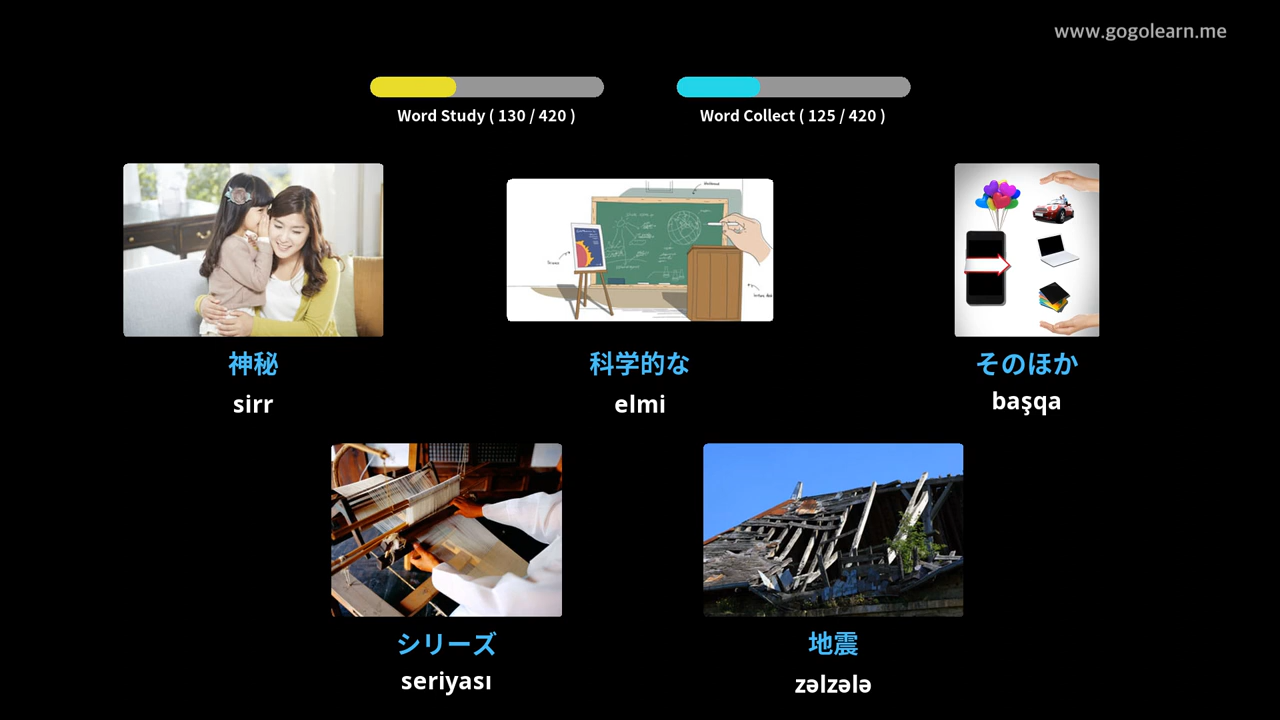 www.gogolearn.me
Word Study ( 130 / 420 )
Word Collect ( 125 / 420 )
神秘
sirr
科学的な
elmi
そのほか
başqa
シリーズ
seriyası
地震
zəlzələ